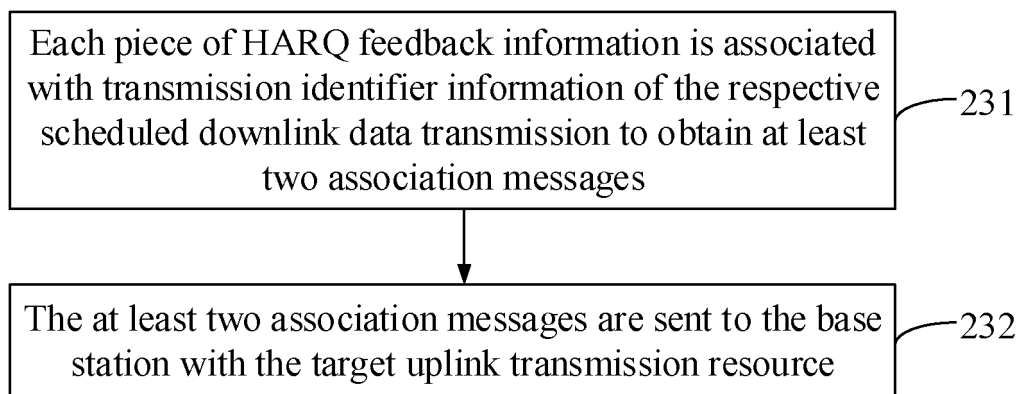 Each piece of HARQ feedback information is associated
with transmission identifier information of the respective
scheduled downlink data transmission to obtain at least
two association messages
231
The at least two association messages are sent to the base
station with the target uplink transmission resource
232